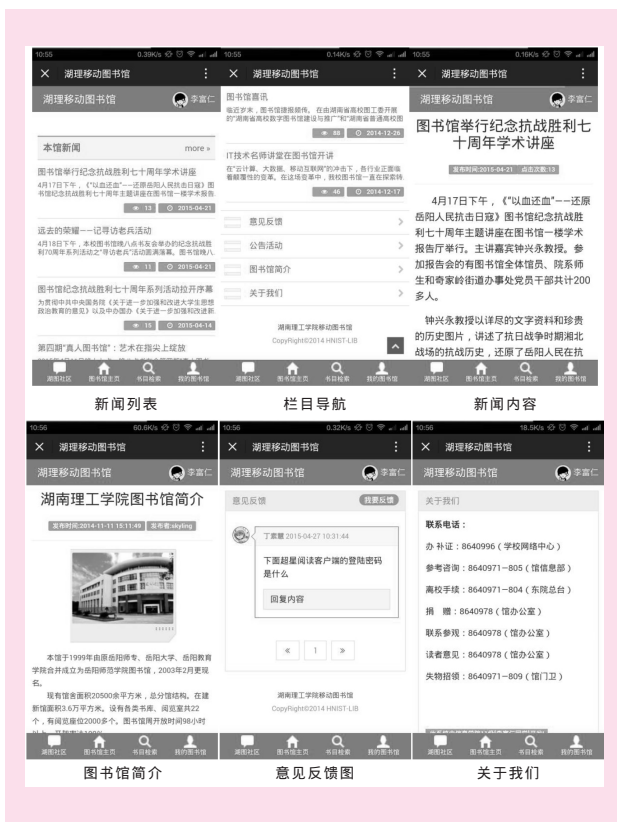 10:55 0.39K/s
湖理移动图书馆
湖理移动图书馆 李富仁
本馆新闻 more »
图书馆举行纪念抗战胜利七十周年学术讲座
4月17日下午，《"以血还血"——还原岳阳人民抗击日寇》图
书馆纪念抗战胜利七十周年主题讲座在图书馆一楼学术报告
13 2015-04-21
远去的荣耀——记寻访老兵活动
4月18日下午，本校图书馆晚八点书友会举办的纪念抗战胜
利70周年系列活动之"寻访老兵"活动圆满落幕。图书馆晚八
11 2015-04-21
图书馆纪念抗战胜利七十周年系列活动拉开序幕
为贯彻中共中央国务院《关于进一步加强和改进大学生思想
政治教育的意见》以及中办国办《关于进一步加强和改进新
15 2015-04-14
第四期"真人图书"：艺术在指尖上绽放
湖图社区 图书馆主页 书目检索 我的图书馆
新闻列表
10:55 0.14K/s
湖理移动图书馆
图书馆喜讯
临近岁末，图书馆捷报频传。 在由湖南省高校图工委开展
的"湖南省高校数字图书馆建设与推广"和"湖南省普通高校图
88 2014-12-26
IT技术名师讲堂在图书馆开讲
在"云计算、大数据、移动互联网"的冲击下，各行业正面临
着颠覆性的变革。在这场变革中，我校图书馆一直在探索转
46 2014-12-17
意见反馈
公告活动
图书馆简介
关于我们
湖南理工学院移动图书馆
CopyRight©2014 HNIST-LIB
湖图社区 图书馆主页 书目检索 我的图书馆
栏目导航
10:55 0.16K/s
湖理移动图书馆
湖理移动图书馆 李富仁
图书馆举行纪念抗战胜利七
十周年学术讲座
发布时间:2015-04-21 点击次数:13
4月17日下午，《"以血还血"——还原
岳阳人民抗击日寇》图书馆纪念抗战胜
利七十周年主题讲座在图书馆一楼学术
报告厅举行。主讲嘉宾钟兴永教授。参
加报告会的有图书馆全体馆员、院系师
生和奇家岭街道办事处党员干部共计200
多人。
钟兴永教授以详尽的文字资料和珍贵
的历史图片，讲述了抗日战争时期湘北
战场的抗战历史，还原了岳阳人民在抗
湖图社区 图书馆主页 书目检索 我的图书馆
新闻内容
10:56 60.6K/s
湖理移动图书馆
湖理移动图书馆 李富仁
湖南理工学院图书馆简介
发布时间:2014-11-11 15:11:49 发布者:skyling
本馆于1999年由原岳阳师专、岳阳大学、岳阳教育
学院合并成立为岳阳师范学院图书馆，2003年2月更现
名。
现有馆舍面积20500余平方米，总分馆结构。在建
新馆面积3.6万平方米。设有各类书库、阅览室共22
个，有阅览座位2000多个。图书馆周开放时间98小时
湖图社区 图书馆主页 书目检索 我的图书馆
图书馆简介
10:56 0.32K/s
湖理移动图书馆
湖理移动图书馆 李富仁
意见反馈 我要反馈
丁素慧 2015-04-27 10:31:44
下面超星阅读客户端的登陆密码
是什么
回复内容
« 1 »
湖南理工学院移动图书馆
CopyRight©2014 HNIST-LIB
湖图社区 图书馆主页 书目检索 我的图书馆
意见反馈图
10:56 18.5K/s
湖理移动图书馆
湖理移动图书馆 李富仁
关于我们
联系电话：
办 补证：8640996（学校网络中心）
参考咨询：8640971－805（馆信息部）
离校手续：8640971－804（东院总台）
捐 赠：8640978（馆办公室）
联系参观：8640978（馆办公室）
读者意见：8640978（馆办公室）
失物招领：8640971－809（馆门卫）
湖图社区 图书馆主页 书目检索 我的图书馆
关于我们